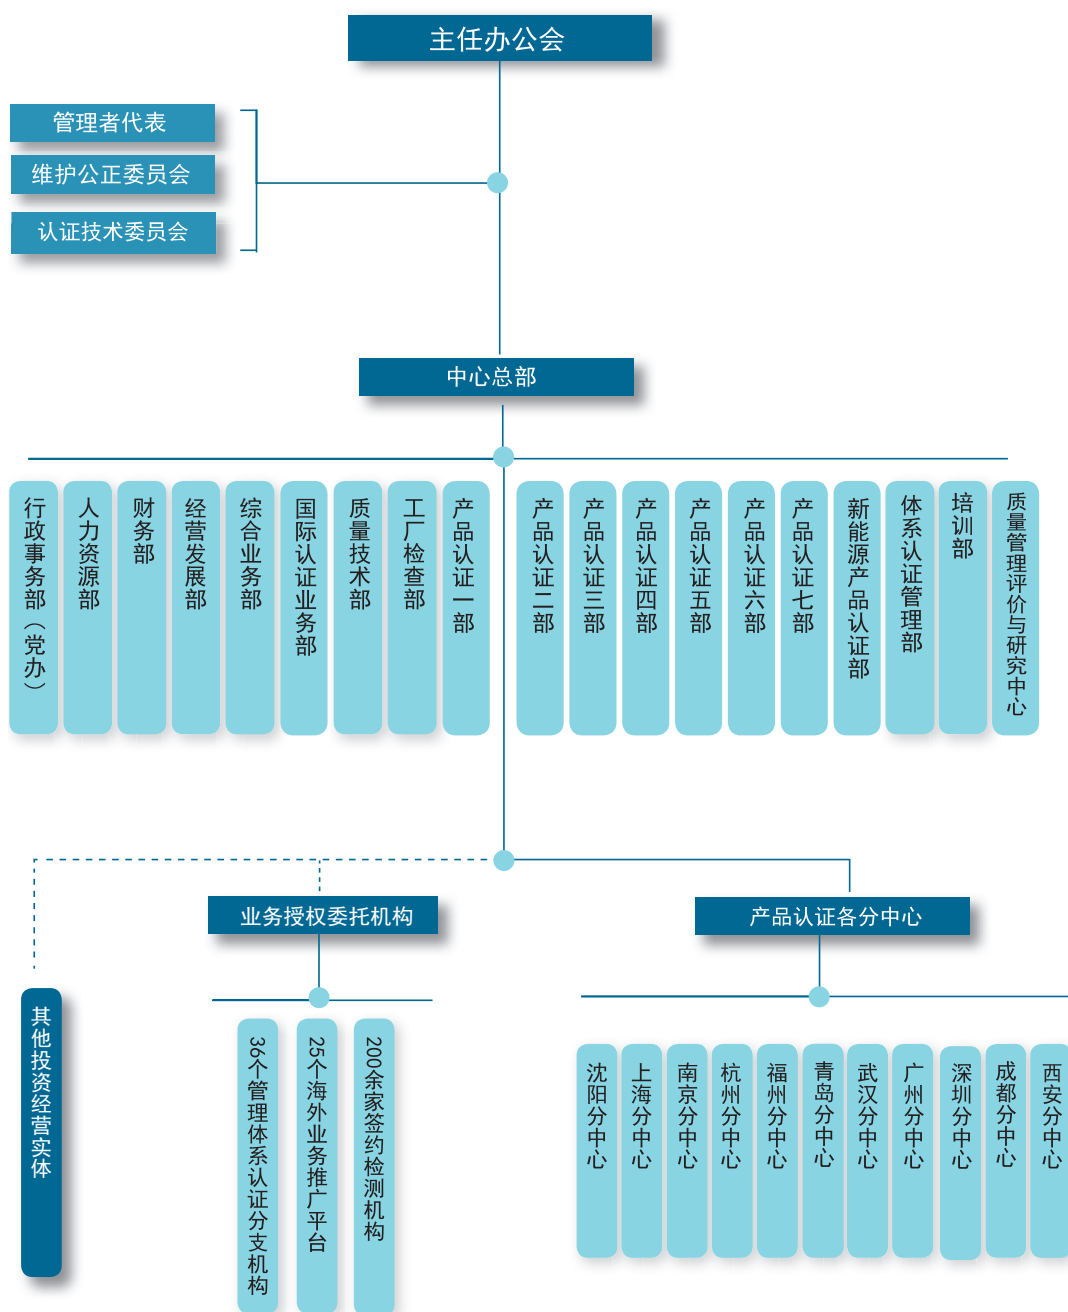 主任办公会
管理者代表
维护公正委员会
认证技术委员会
中心总部
行政事务部（党办）
人力资源部
财务部
经营发展部
综合业务部
国际认证业务部
质量技术部
工厂检查部
产品认证一部
产品认证二部
产品认证三部
产品认证四部
产品认证五部
产品认证六部
产品认证七部
新能源产品认证部
体系认证管理部
培训部
质量管理评价与研究中心
业务授权委托机构
产品认证各分中心
其他投资经营实体
36个管理体系认证分支机构
25个海外业务推广平台
200余家签约检测机构
沈阳分中心
上海分中心
南京分中心
杭州分中心
福州分中心
青岛分中心
武汉分中心
广州分中心
深圳分中心
成都分中心
西安分中心